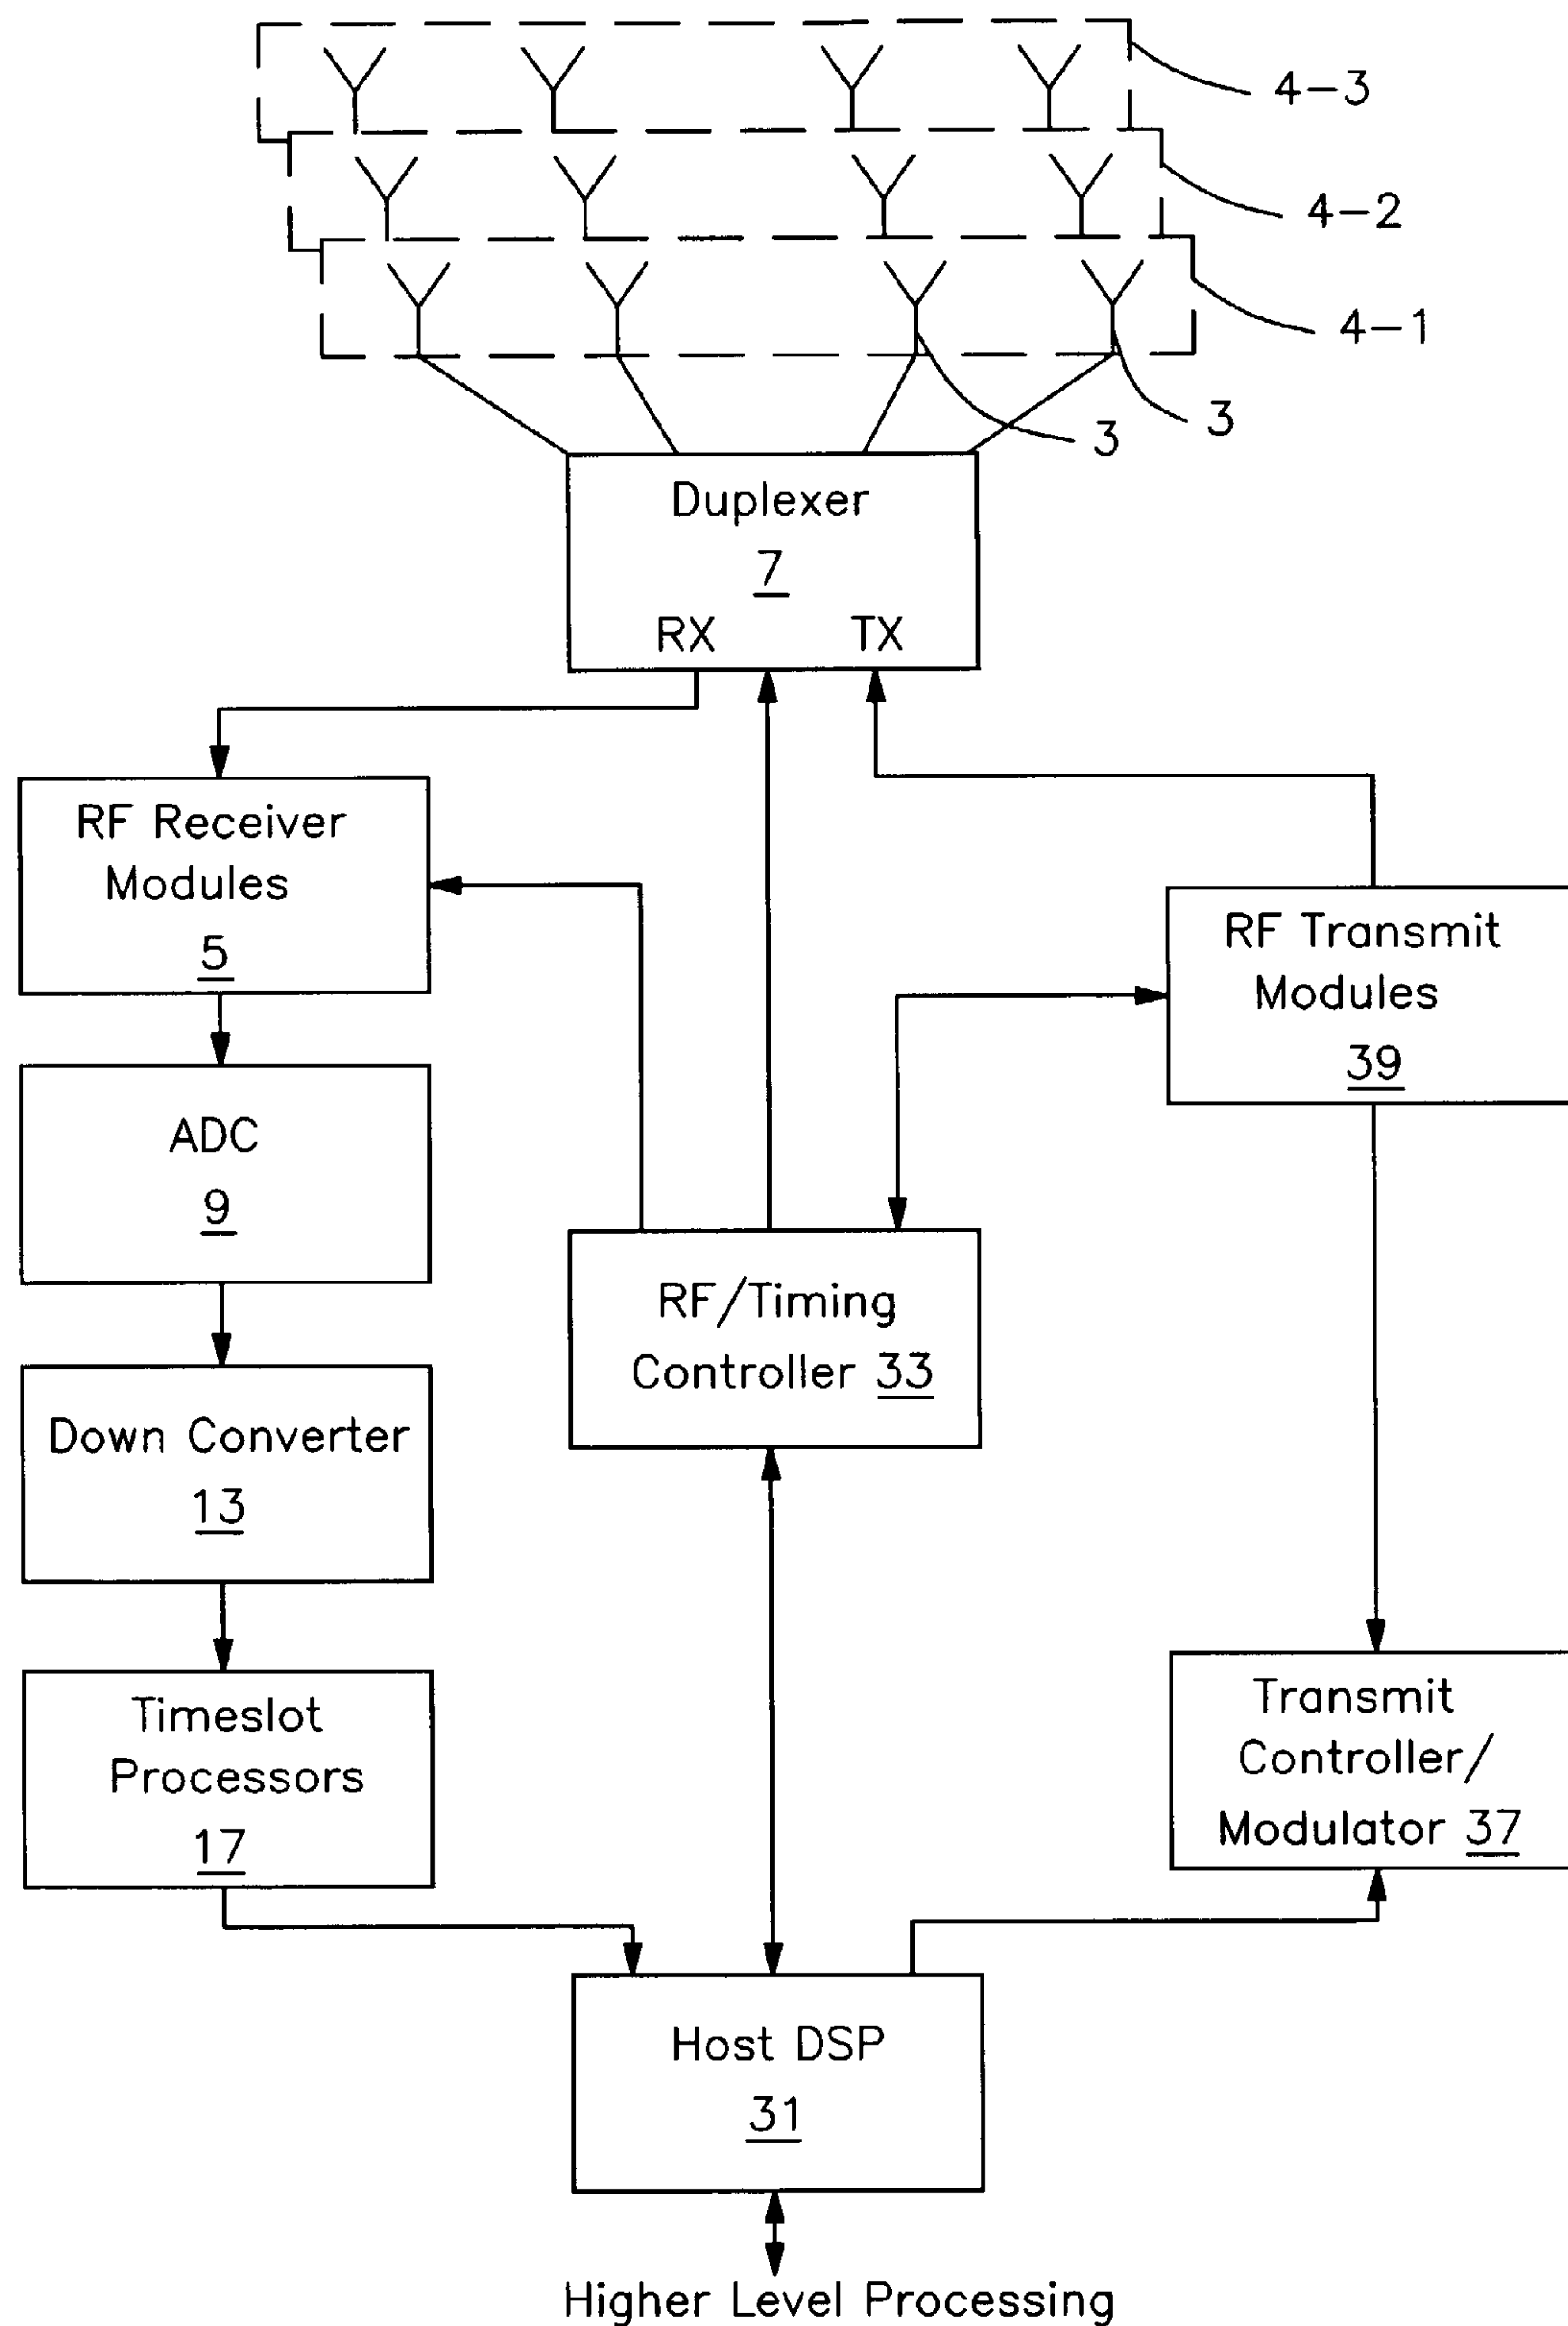 4-3
4-2
4-1
3
3
Duplexer
7
RX TX
RF Receiver
Modules
5
RF Transmit
Modules
39
ADC
9
RF/Timing
Controller 33
Down Converter
13
Timeslot
Processors
17
Transmit
Controller/
Modulator 37
Host DSP
31
Higher Level Processing